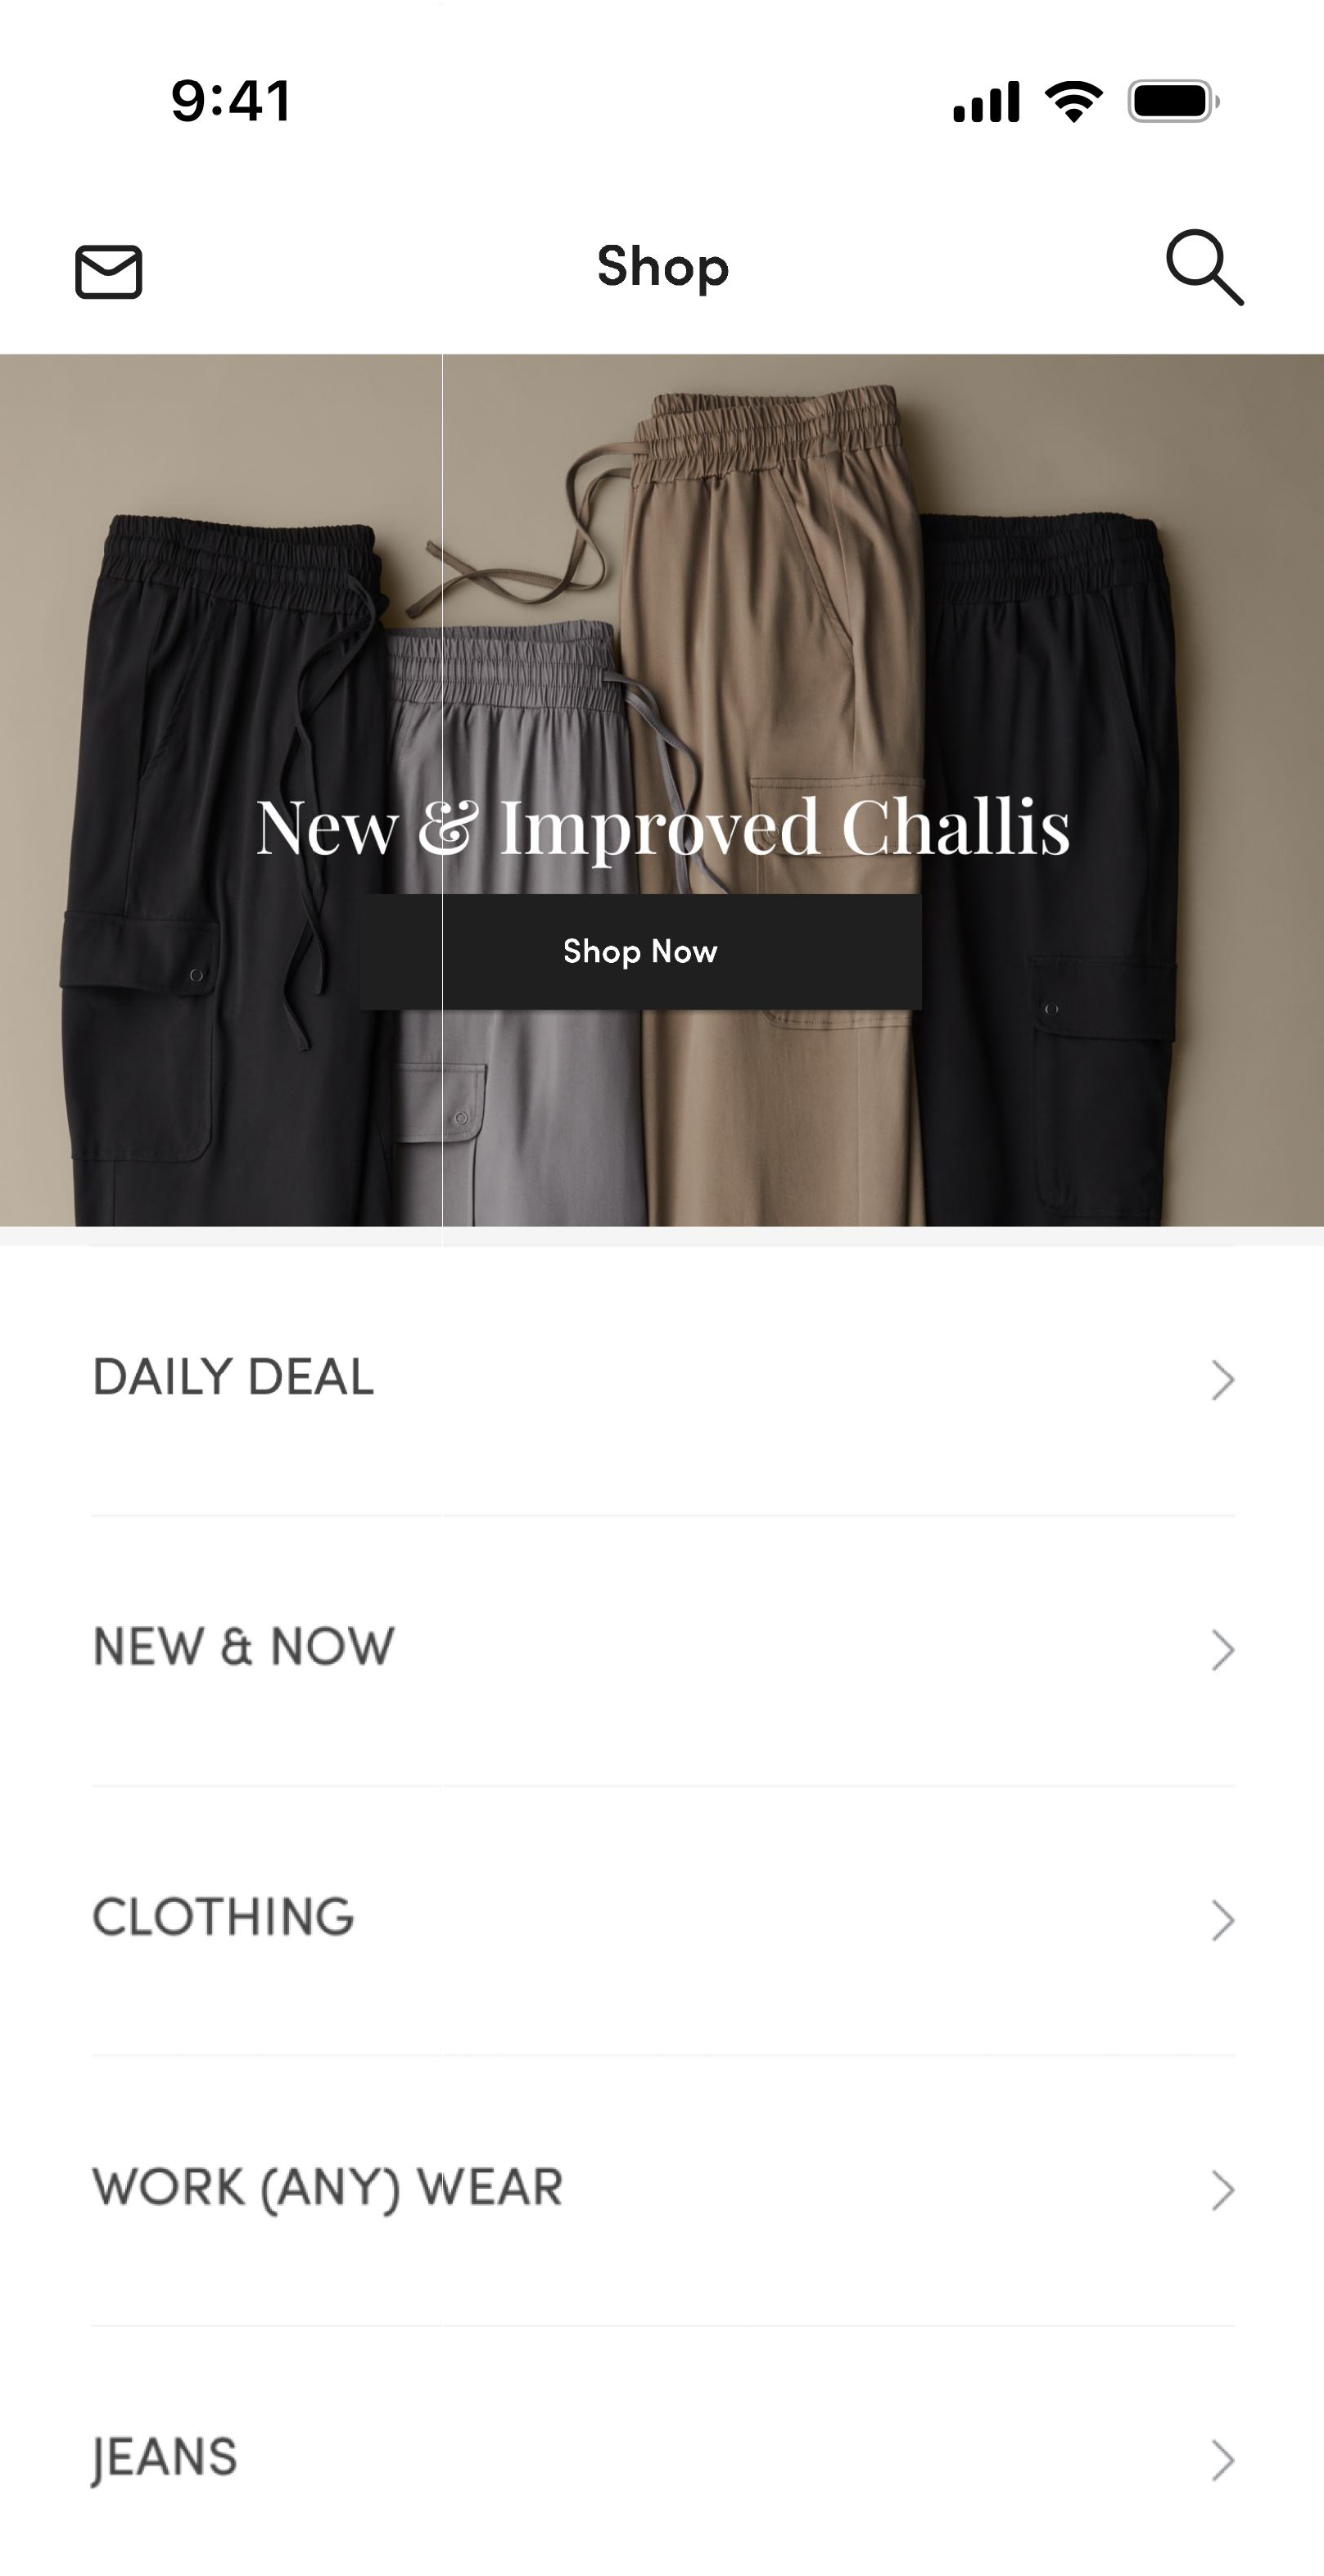 9:41
Shop
New & Improved Challis
Shop Now
DAILY DEAL
NEW & NOW
CLOTHING
WORK (ANY) WEAR
JEANS